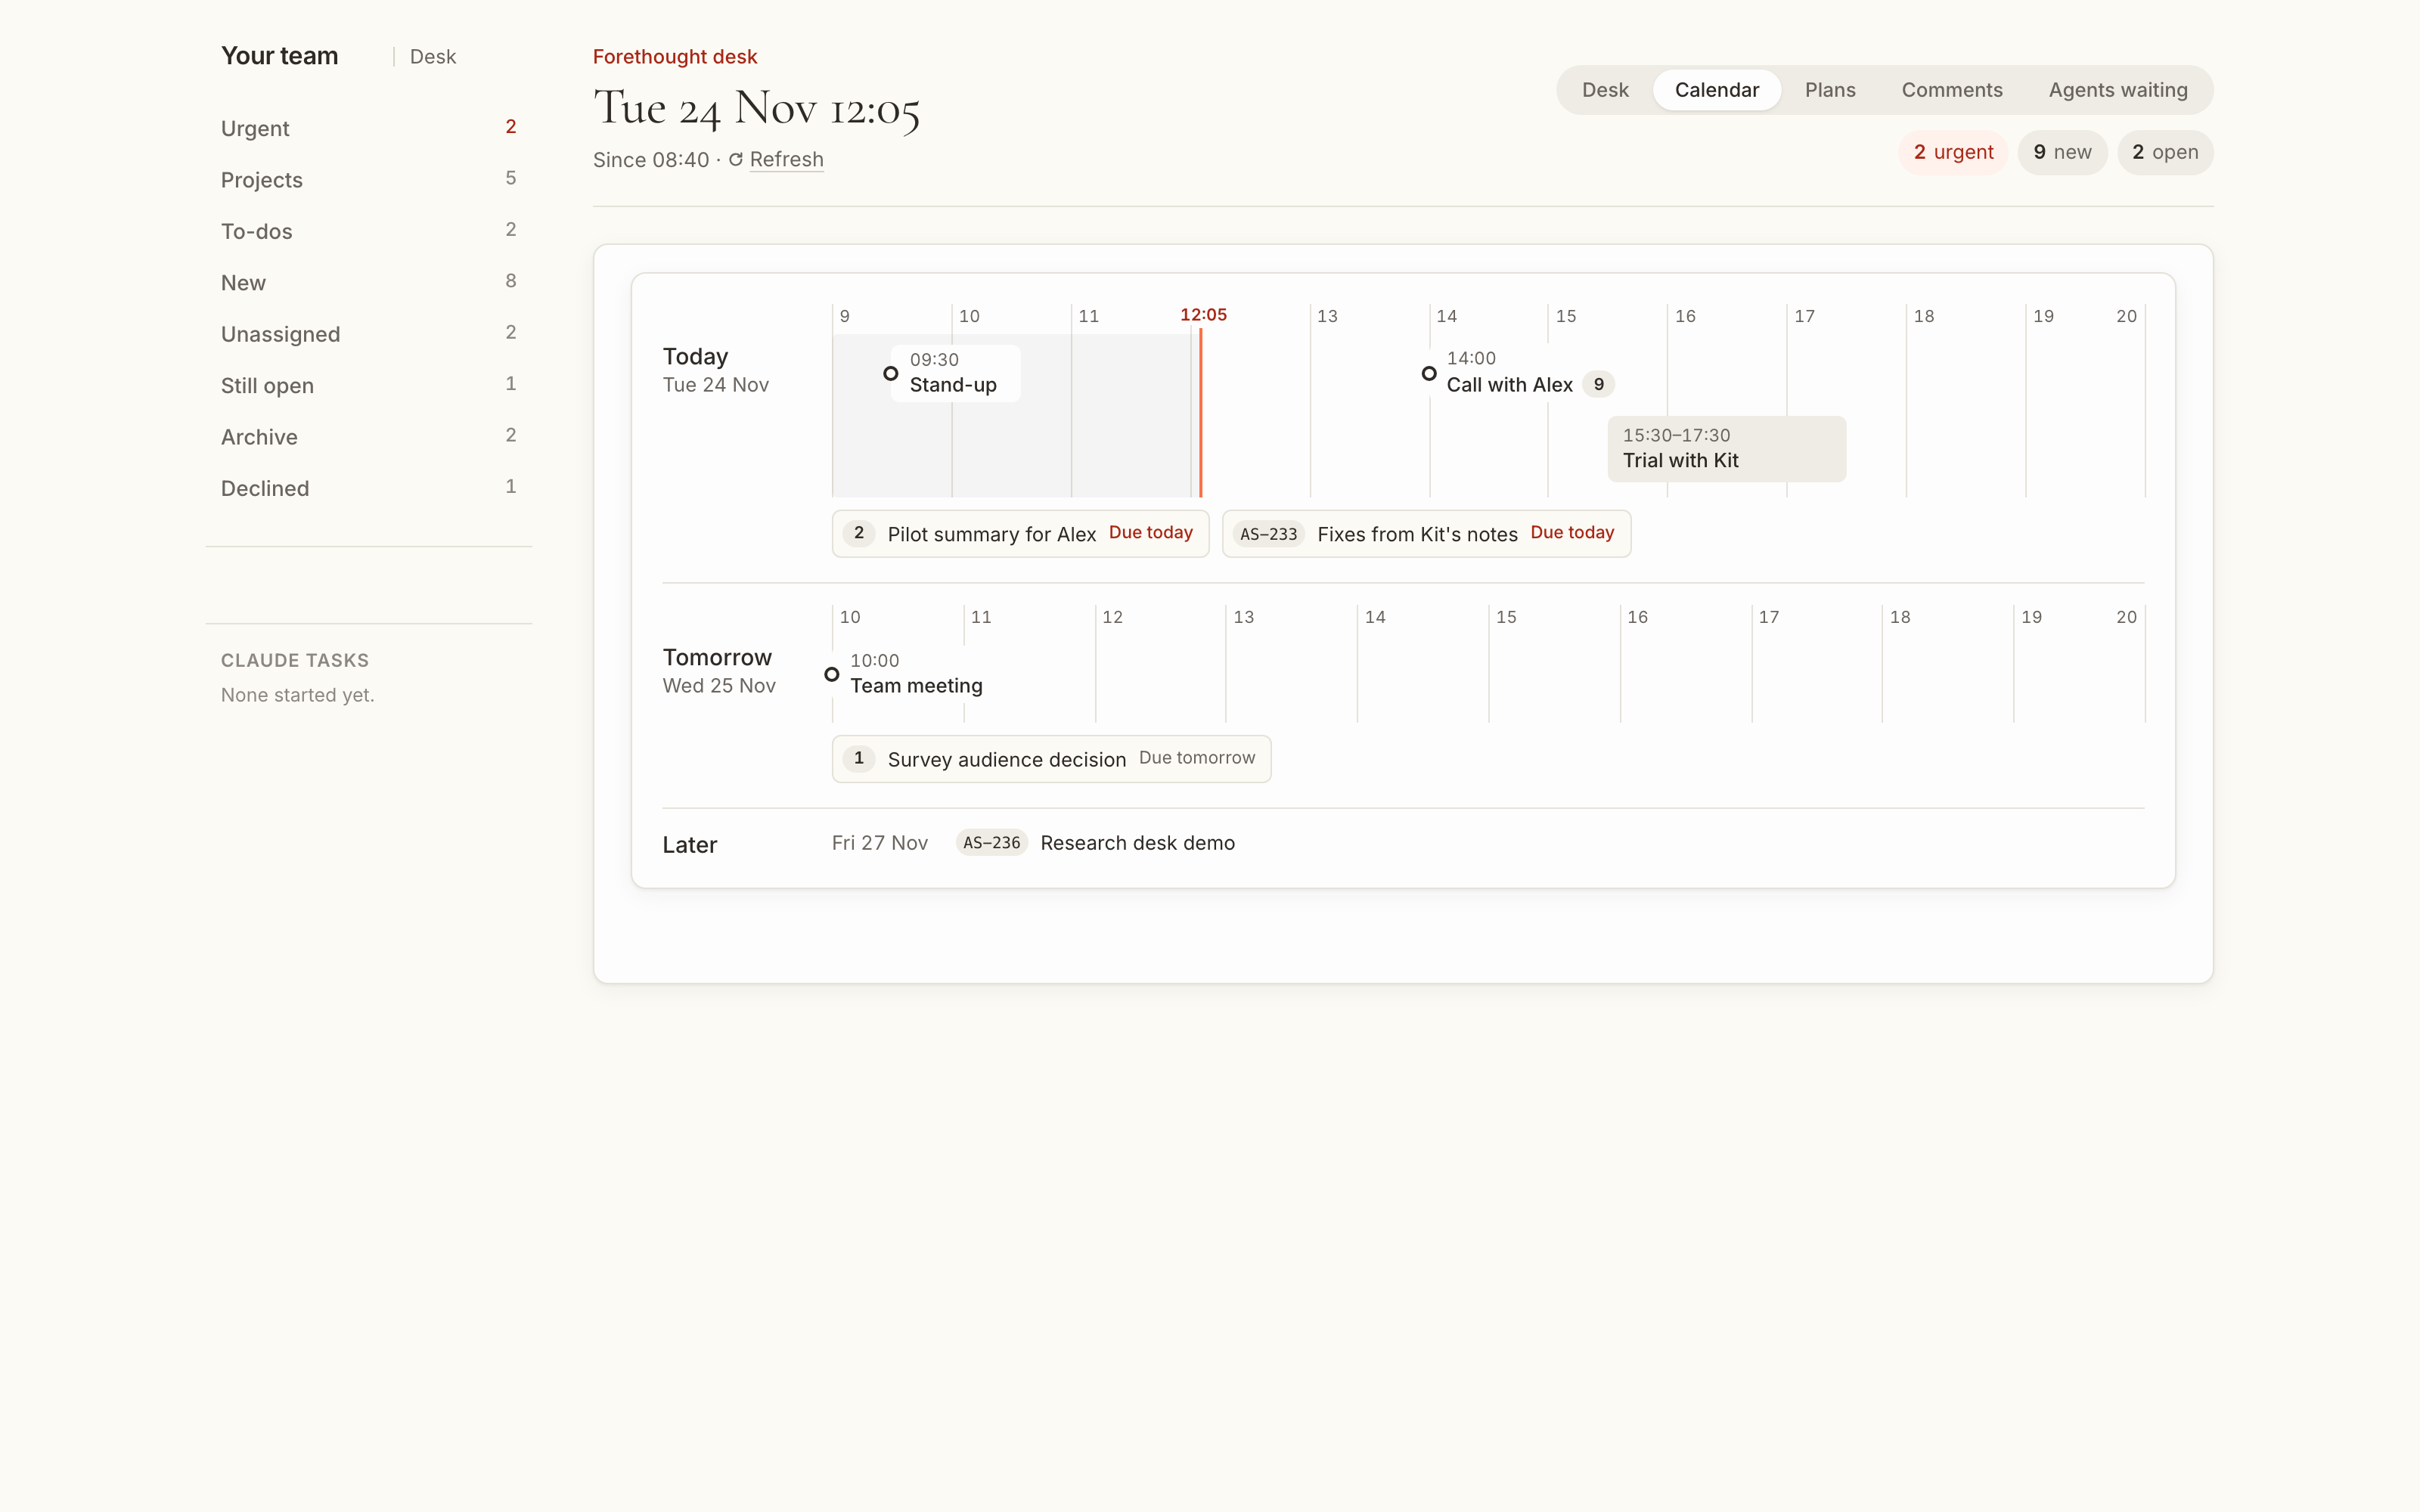 Your team | Desk
Urgent 2
Projects 5
To-dos 2
New 8
Unassigned 2
Still open 1
Archive 2
Declined 1
CLAUDE TASKS
None started yet.
Forethought desk
Tue 24 Nov 12:05
Since 08:40 · Refresh
Desk Calendar Plans Comments Agents waiting
2 urgent 9 new 2 open
9 10 11 12:05 13 14 15 16 17 18 19 20
Today
Tue 24 Nov
09:30
Stand-up
14:00
Call with Alex 9
15:30–17:30
Trial with Kit
2 Pilot summary for Alex Due today
AS-233 Fixes from Kit's notes Due today
10 11 12 13 14 15 16 17 18 19 20
Tomorrow
Wed 25 Nov
10:00
Team meeting
1 Survey audience decision Due tomorrow
Later Fri 27 Nov AS-236 Research desk demo